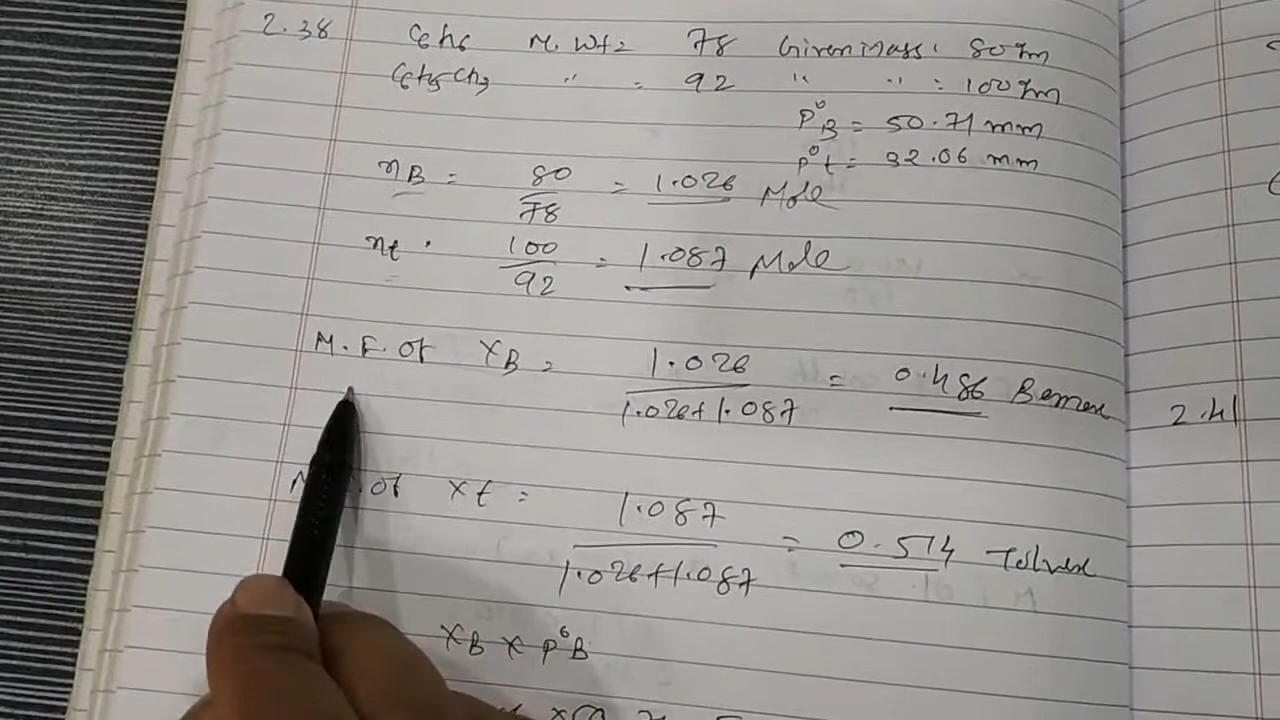 2.38 C6h6 M. Wt = 78 Given Mass: 80 gm
C6H5CH3 " = 92 " " : 100 gm
P°B = 50.71 mm
P°t = 32.06 mm
nB = 80/78 = 1.026 Mole
nt. 100/92 = 1.087 Mole
M.F. of XB = 1.026/1.026+1.087 = 0.486 Benzene
2.41
of Xt = 1.087/1.026+1.087 = 0.514 Toluene
XB × P°B